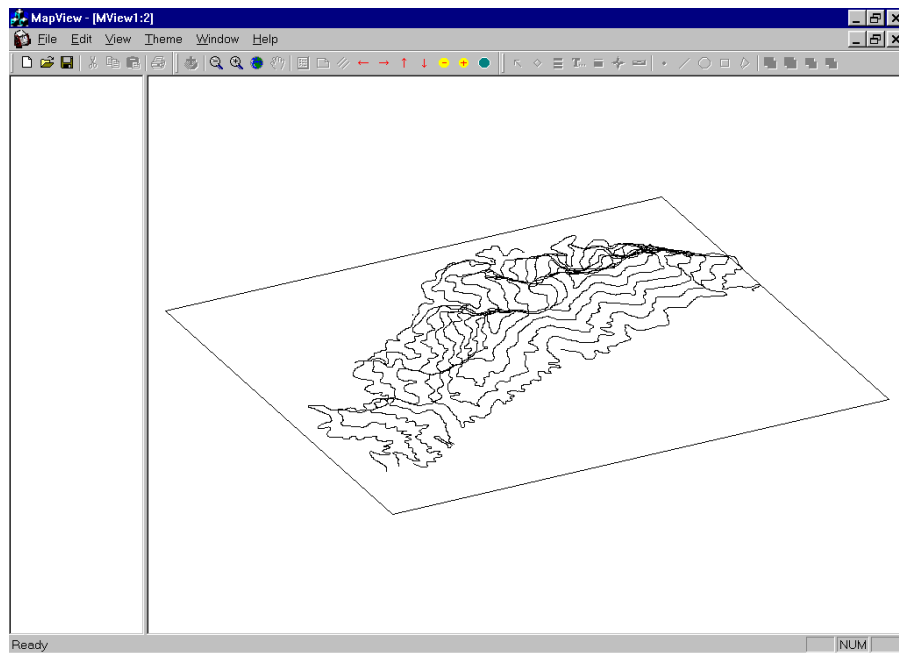 MapView - [MView1:2]
File Edit View Theme Window Help
T...
Ready
NUM